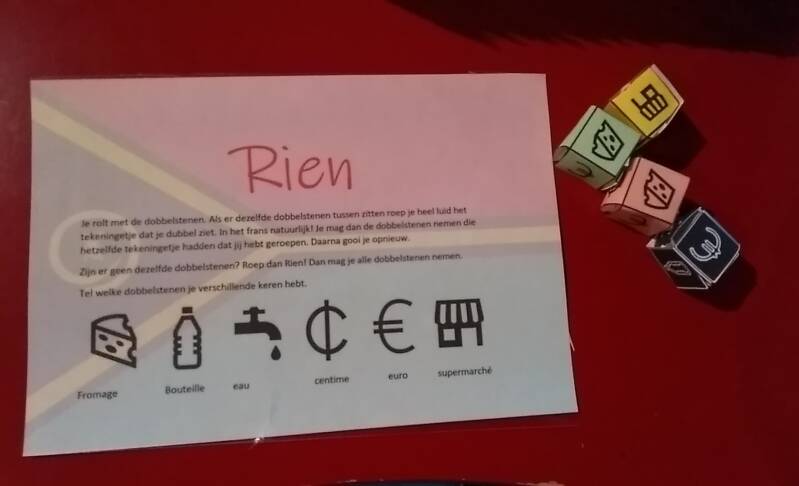 Rien
Je rolt met de dobbelstenen. Als er dezelfde dobbelstenen tussen zitten roep je heel luid het
tekeningetje dat je dubbel ziet. In het frans natuurlijk! Je mag dan de dobbelstenen nemen die
hetzelfde tekeningetje hadden dat jij hebt geroepen. Daarna gooi je opnieuw.
Zijn er geen dezelfde dobbelstenen? Roep dan Rien! Dan mag je alle dobbelstenen nemen.
Tel welke dobbelstenen je verschillende keren hebt.
Fromage Bouteille eau centime euro supermarché